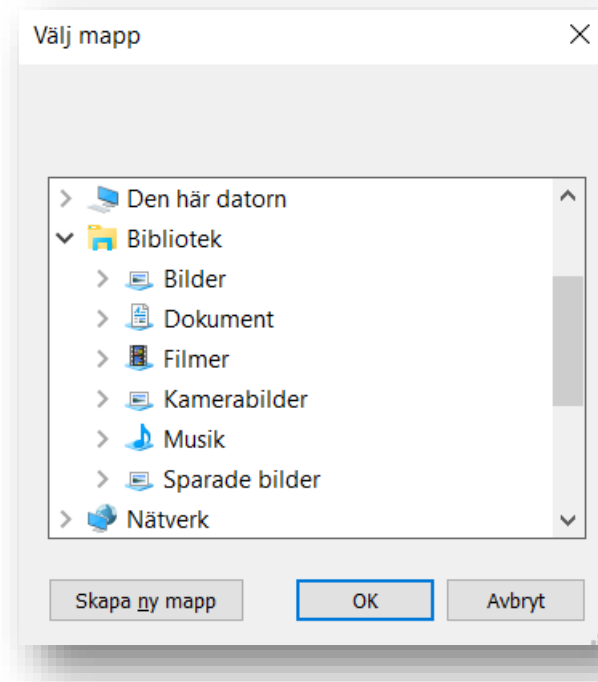 Välj mapp
Den här datorn
Bibliotek
Bilder
Dokument
Filmer
Kamerabilder
Musik
Sparade bilder
Nätverk
Skapa ny mapp OK Avbryt